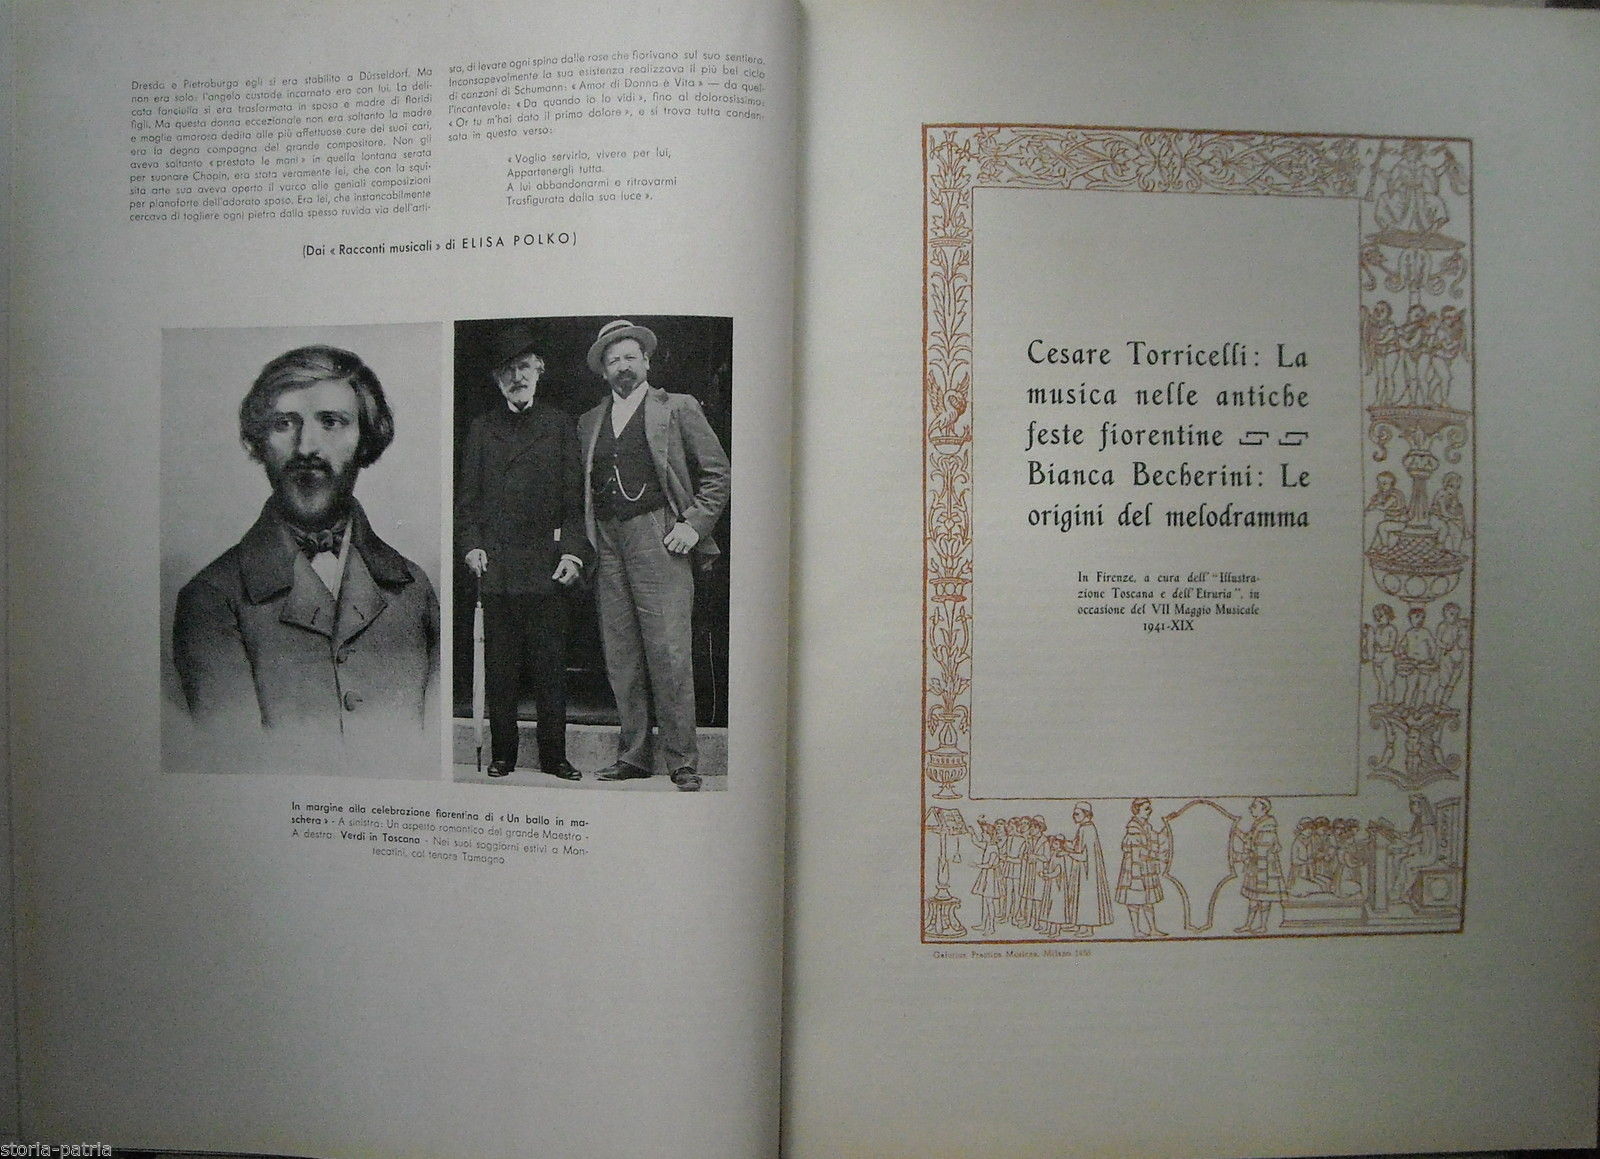 Dresda e Pietroburgo egli si era stabilito a Düsseldorf. Ma
non era solo: l'angelo custode incarnato era con lui. La deli-
cata fanciulla si era trasformata in sposa e madre di floridi
figli. Ma questa donna eccezionale non era soltanto la madre
e moglie amorosa dedita alle più affettuose cure dei suoi cari,
era la degna compagna del grande compositore. Non gli
aveva soltanto « prestato le mani » in quella lontana serata
per suonare Chopin, era stata veramente lei, che con la squi-
sita arte sua aveva aperto il varco alle geniali composizioni
per pianoforte dell'adorato sposo. Era lei, che instancabilmente
cercava di togliere ogni pietra dalla spesso ruvida via dell'arti-
sta, di levare ogni spina dalle rose che fiorivano sul suo sentiero.
Inconsapevolmente la sua esistenza realizzava il più bel ciclo
di canzoni di Schumann: « Amor di Donna è Vita » — da quel-
l'incantevole: « Da quando io lo vidi », fino al dolorosissimo:
« Or tu m'hai dato il primo dolore », e si trova tutta conden-
sata in questo verso:
« Voglio servirlo, vivere per lui,
Appartenergli tutta.
A lui abbandonarmi e ritrovarmi
Trasfigurata dalla sua luce ».
(Dai « Racconti musicali » di ELISA POLKO)
In margine alla celebrazione fiorentina di « Un ballo in ma-
schera » - A sinistra: Un aspetto romantico del grande Maestro -
A destra: Verdi in Toscana - Nei suoi soggiorni estivi a Mon-
tecatini, col tenore Tamagno
Cesare Torricelli: La
musica nelle antiche
feste fiorentine
Bianca Becherini: Le
origini del melodramma
In Firenze, a cura dell' "Illustra-
zione Toscana e dell'Etruria", in
occasione del VII Maggio Musicale
1941-XIX
Gafurius Practica Musicae, Milano
storia-patria